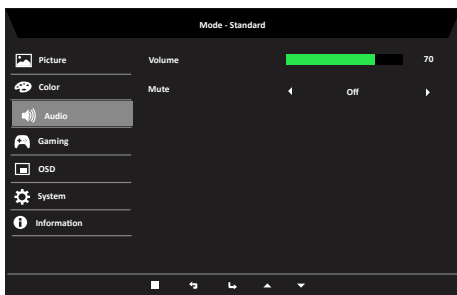 Mode - Standard
Picture
Volume 70
Color
Mute Off
Audio
Gaming
OSD
System
Information